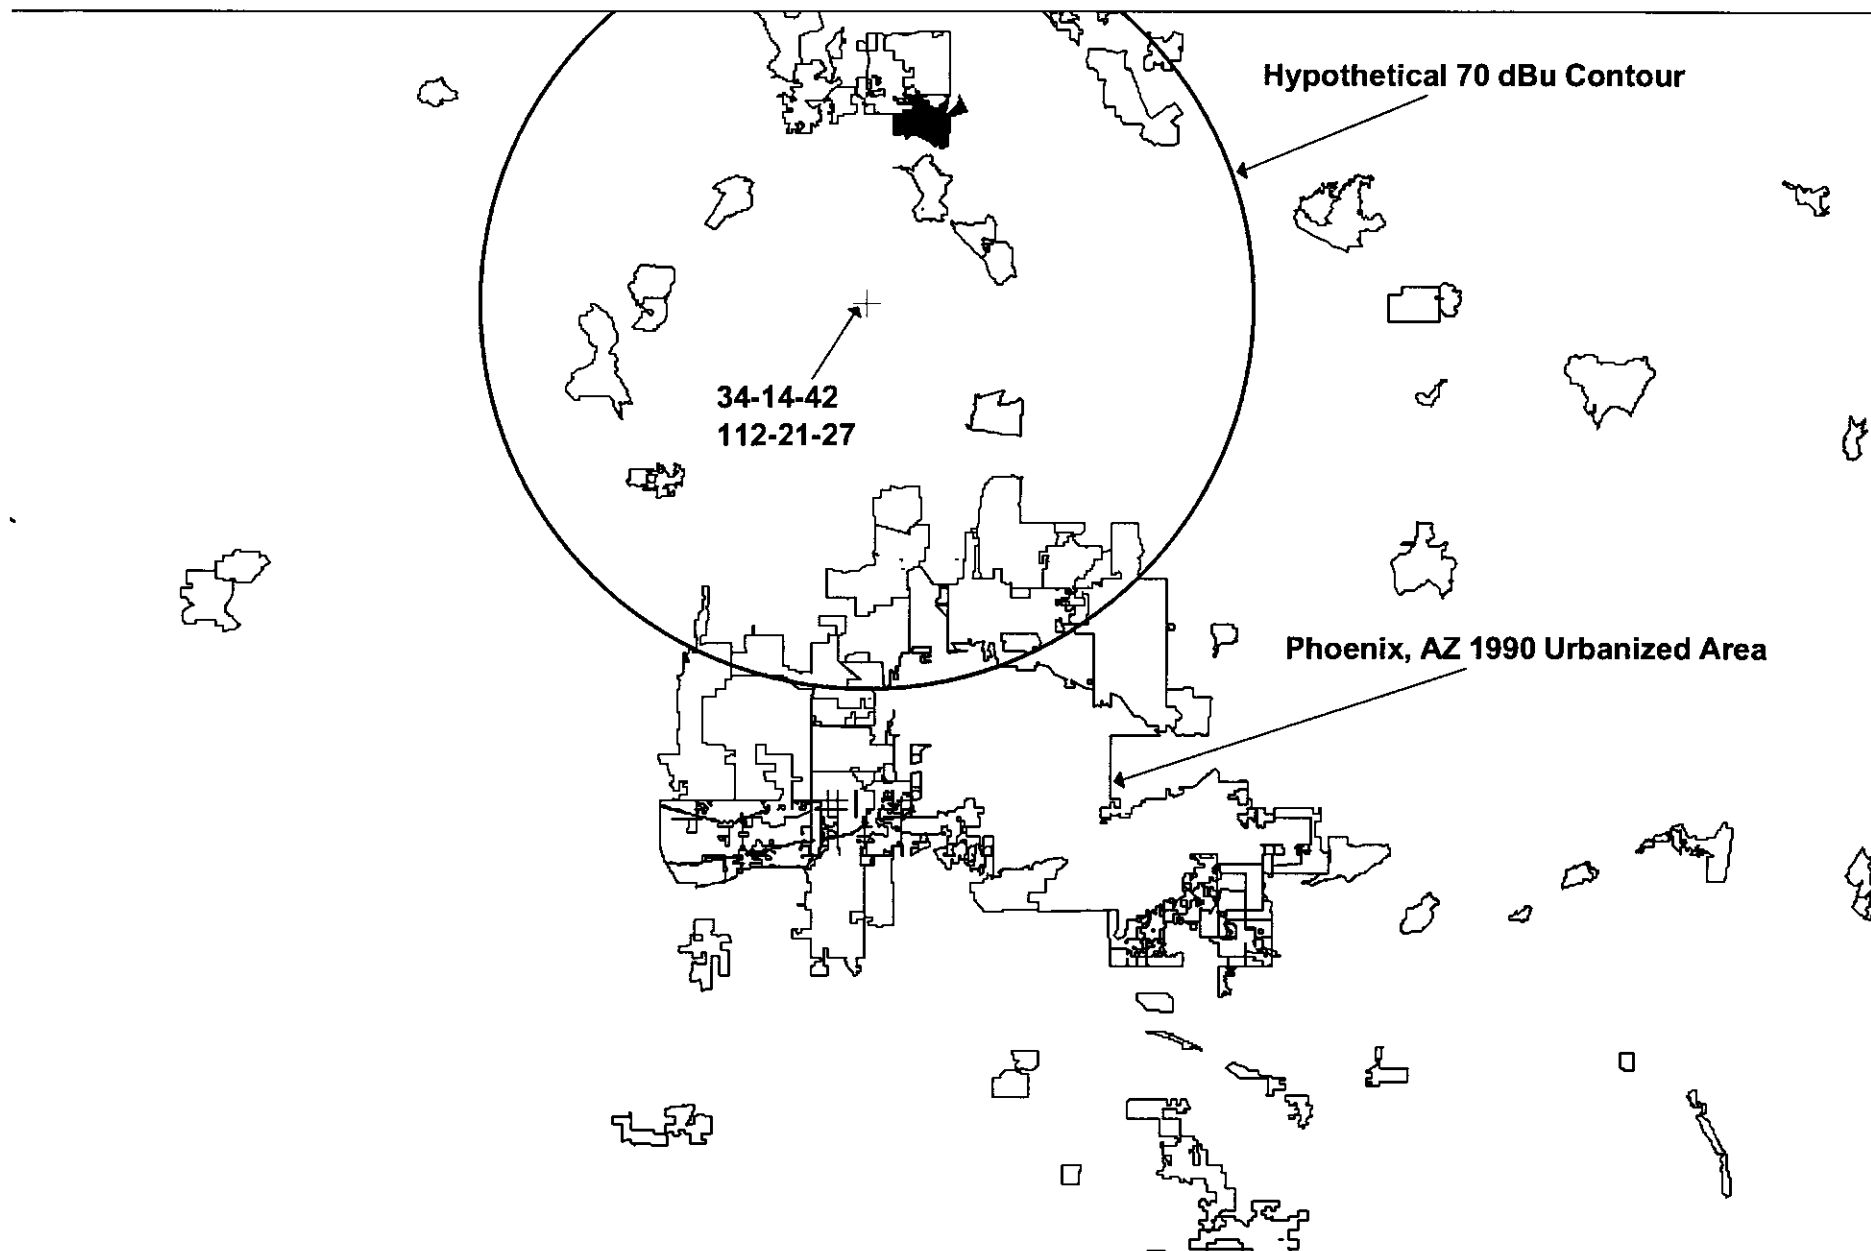 Hypothetical 70 dBu Contour
34-14-42
112-21-27
Phoenix, AZ 1990 Urbanized Area